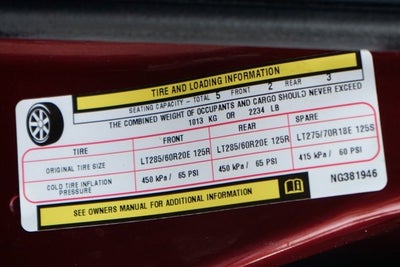 TIRE AND LOADING INFORMATION
SEATING CAPACITY - TOTAL 5 FRONT 2 REAR 3
THE COMBINED WEIGHT OF OCCUPANTS AND CARGO SHOULD NEVER EXCEED
1013 KG OR 2234 LB
TIRE FRONT REAR SPARE
ORIGINAL TIRE SIZE LT285/60R20E 125R LT285/60R20E 125R LT275/70R18E 125S
COLD TIRE INFLATION PRESSURE 450 kPa / 65 PSI 450 kPa / 65 PSI 415 kPa / 60 PSI
SEE OWNERS MANUAL FOR ADDITIONAL INFORMATION
NG381946